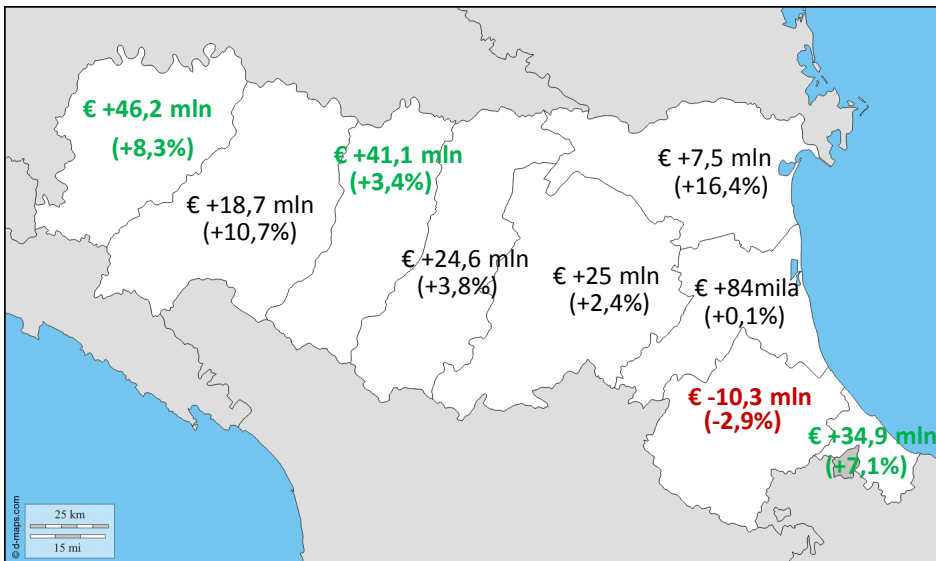 € +46,2 mln
(+8,3%)
€ +41,1 mln
(+3,4%)
€ +7,5 mln
(+16,4%)
€ +18,7 mln
(+10,7%)
€ +24,6 mln
(+3,8%)
€ +25 mln
(+2,4%)
€ +84mila
(+0,1%)
€ -10,3 mln
(-2,9%)
€ +34,9 mln
(+7,1%)
25 km
15 mi
© d-maps.com